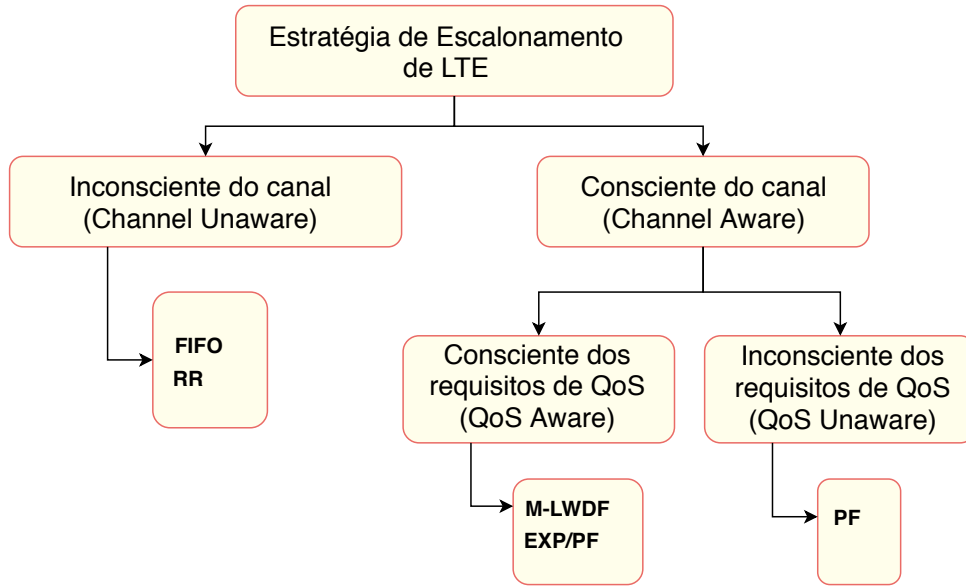 Estratégia de Escalonamento
de LTE
Inconsciente do canal
(Channel Unaware)
Consciente do canal
(Channel Aware)
FIFO
RR
Consciente dos
requisitos de QoS
(QoS Aware)
Inconsciente dos
requisitos de QoS
(QoS Unaware)
M-LWDF
EXP/PF
PF